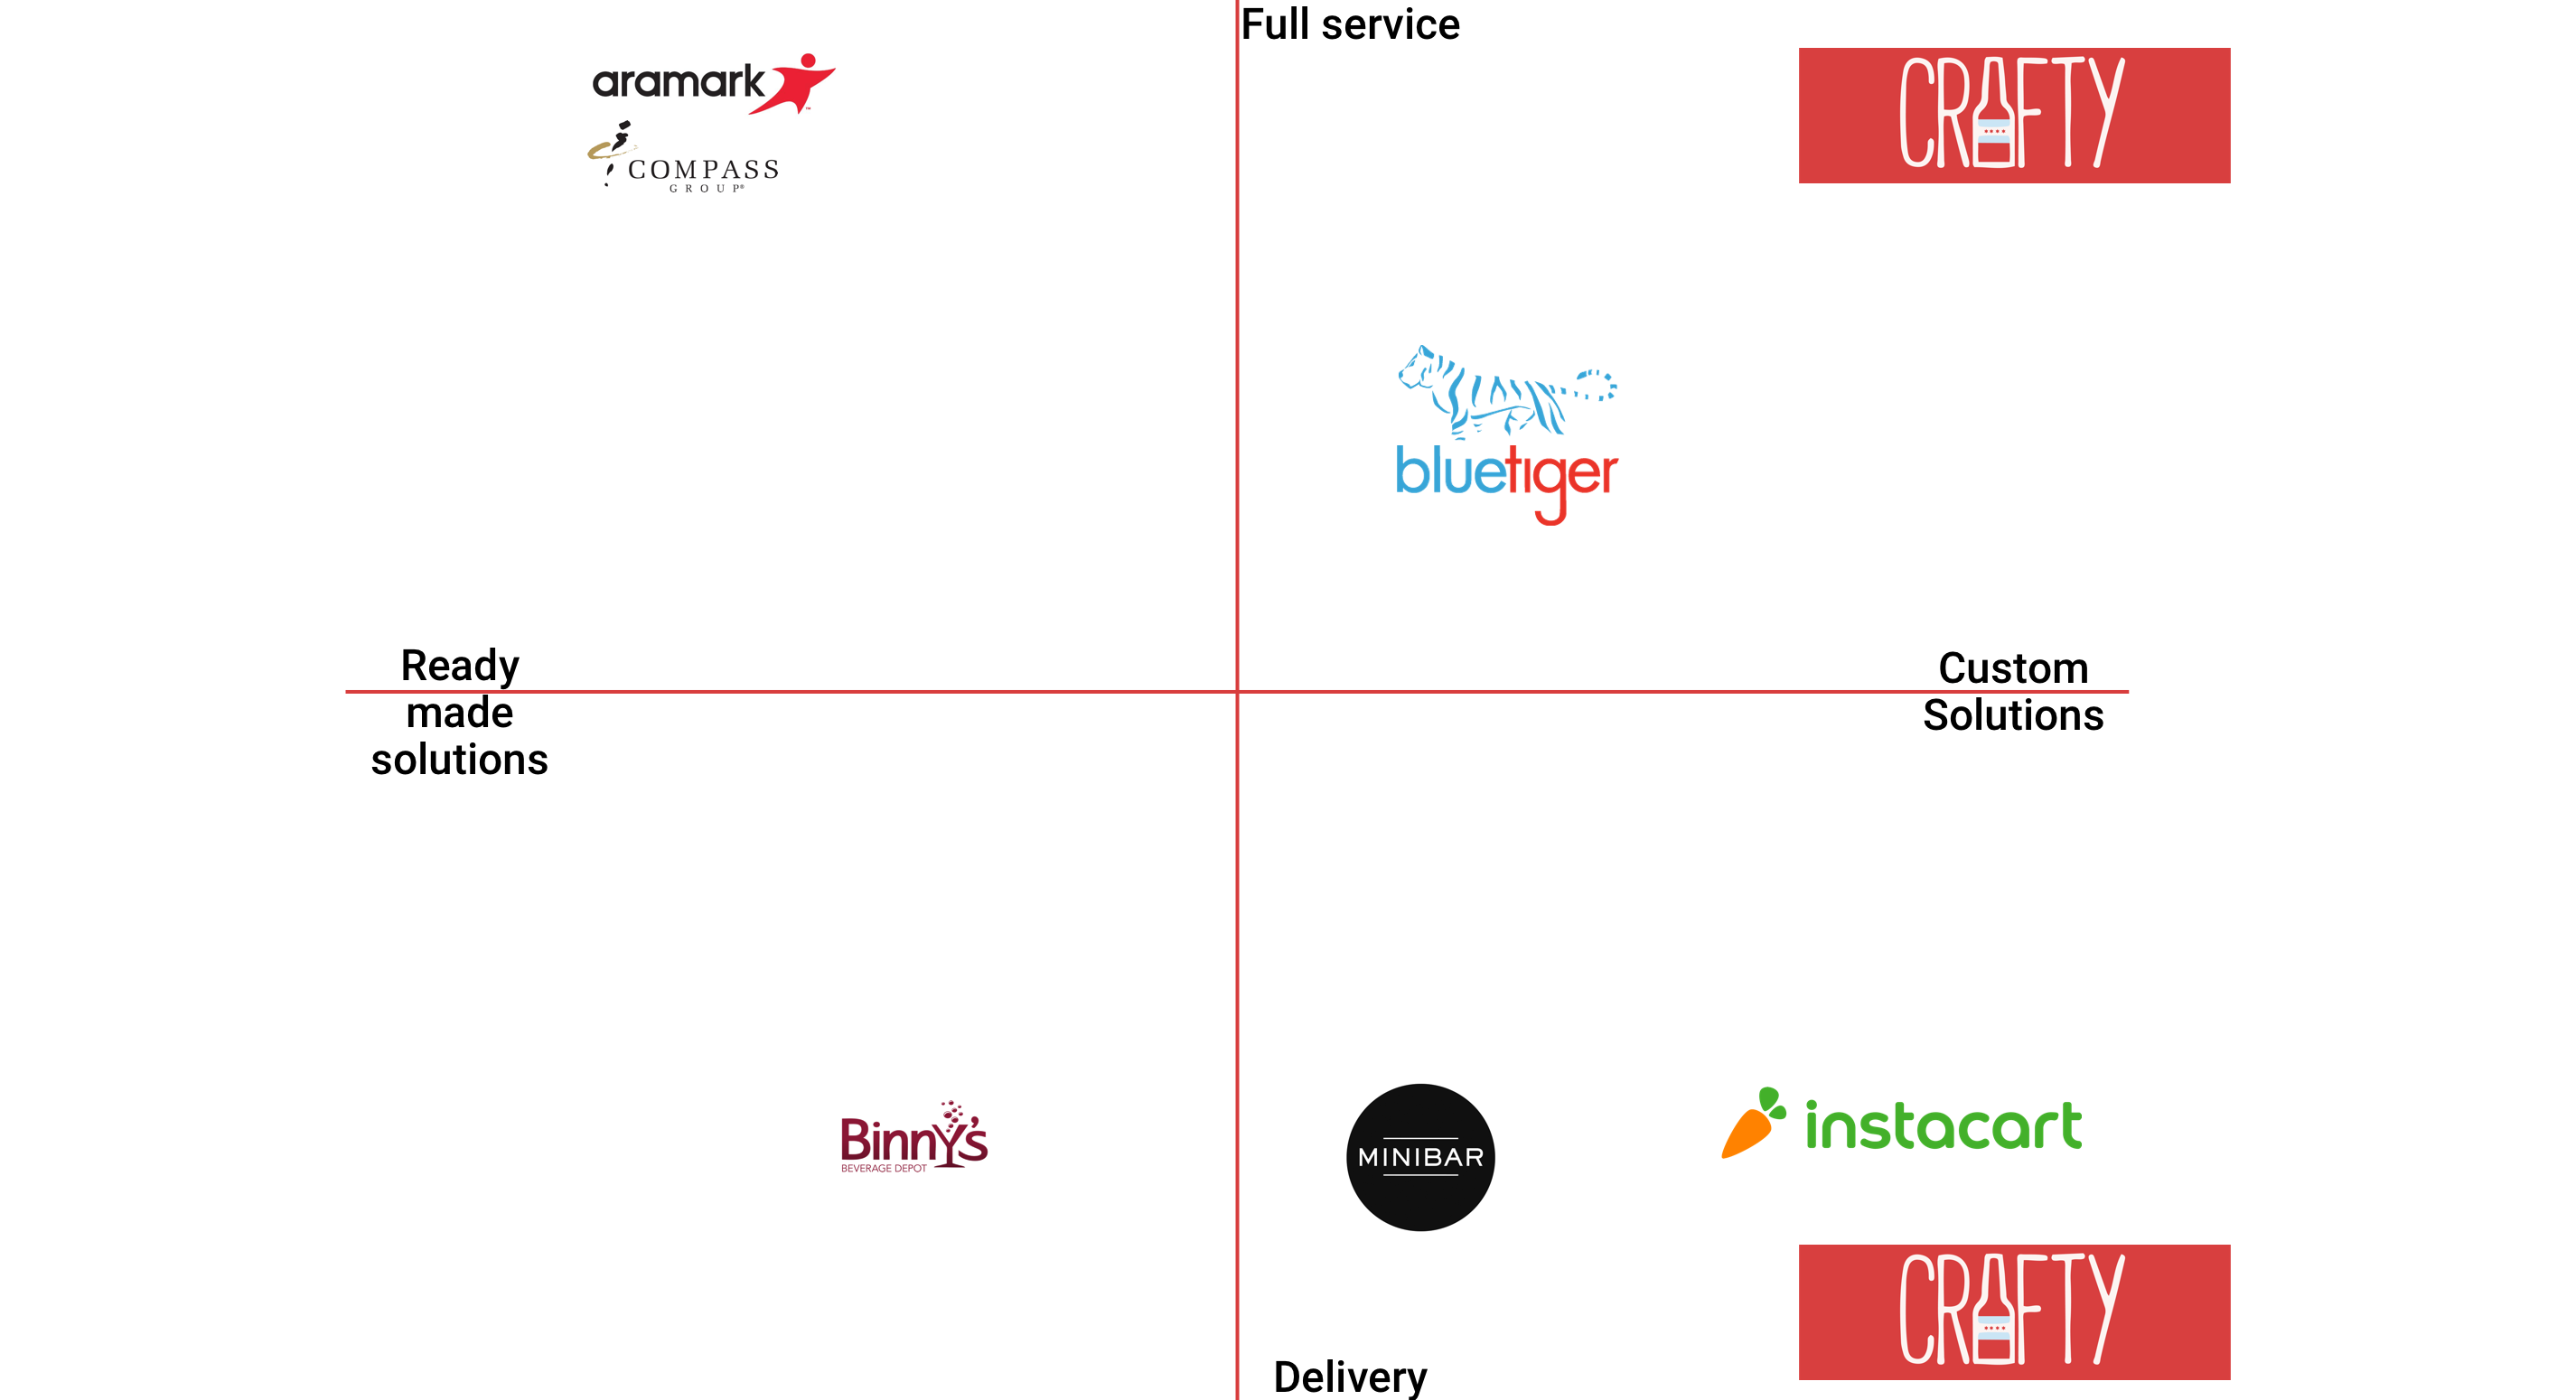 Full service
aramark
CRAFTY
COMPASS
GROUP®
bluetiger
Ready
made
solutions
Custom
Solutions
Binny's
BEVERAGE DEPOT
MINIBAR
instacart
CRAFTY
Delivery